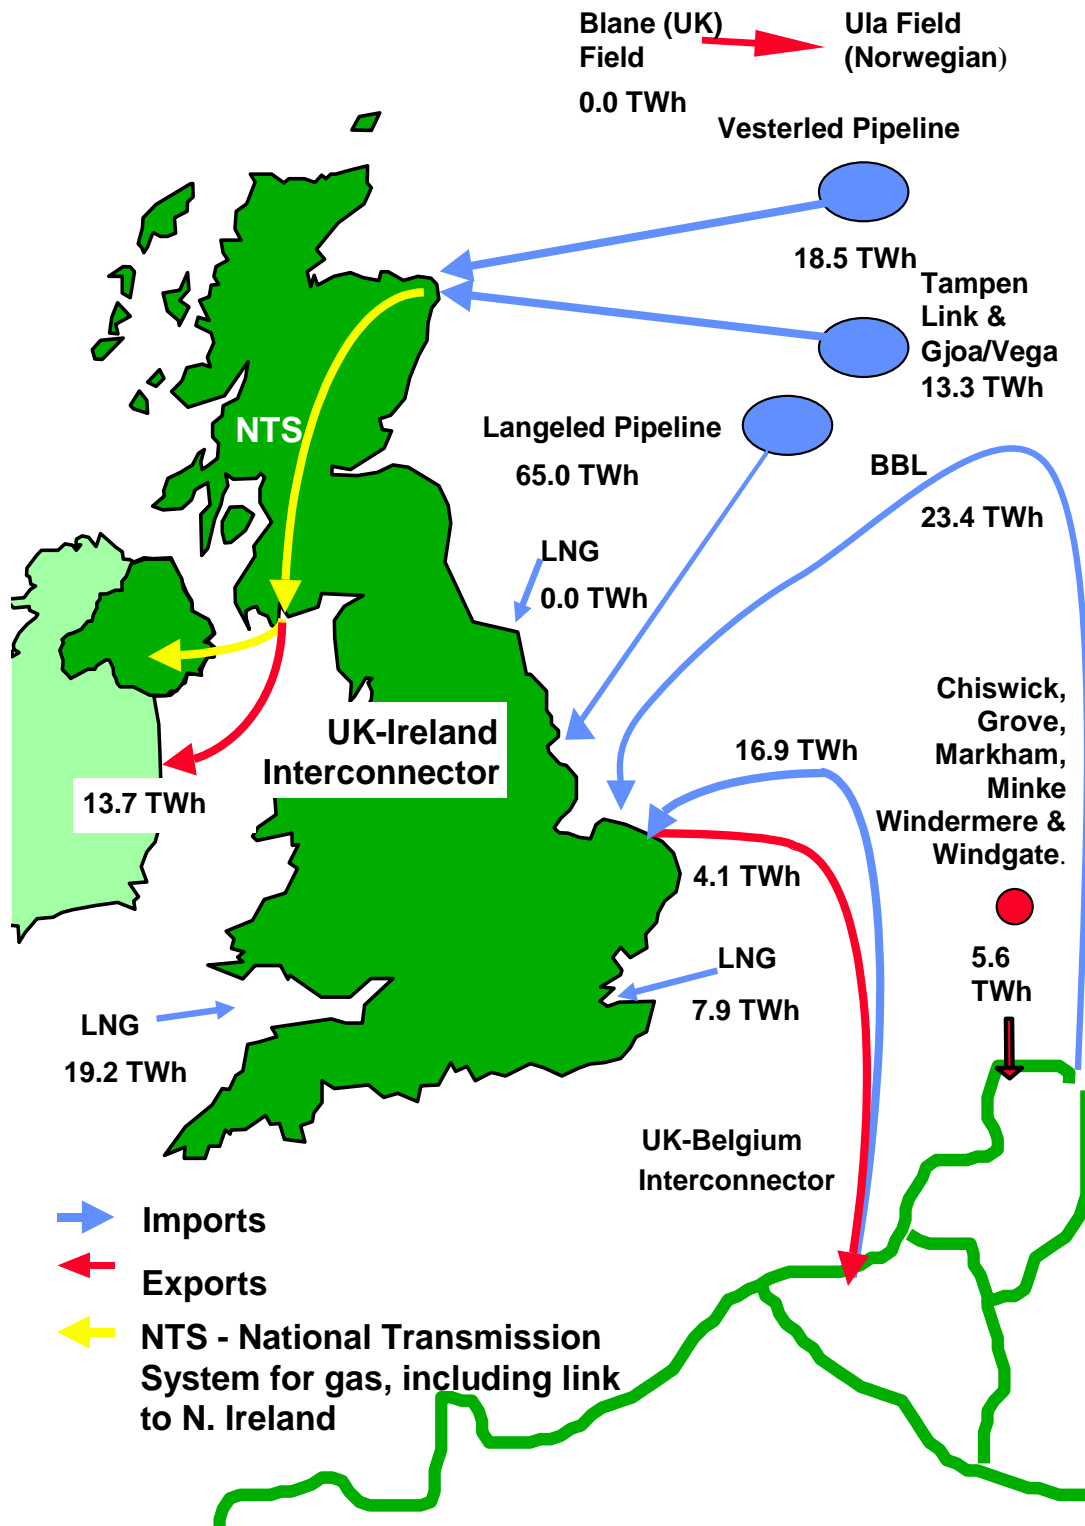 Blane (UK)
Field
0.0 TWh
Ula Field
(Norwegian)
Vesterled Pipeline
18.5 TWh
Tampen
Link &
Gjoa/Vega
13.3 TWh
NTS
Langeled Pipeline
65.0 TWh
BBL
23.4 TWh
LNG
0.0 TWh
Chiswick,
Grove,
Markham,
Minke
Windermere &
Windgate.
5.6
TWh
UK-Ireland
Interconnector
13.7 TWh
16.9 TWh
4.1 TWh
LNG
7.9 TWh
LNG
19.2 TWh
UK-Belgium
Interconnector
Imports
Exports
NTS - National Transmission
System for gas, including link
to N. Ireland